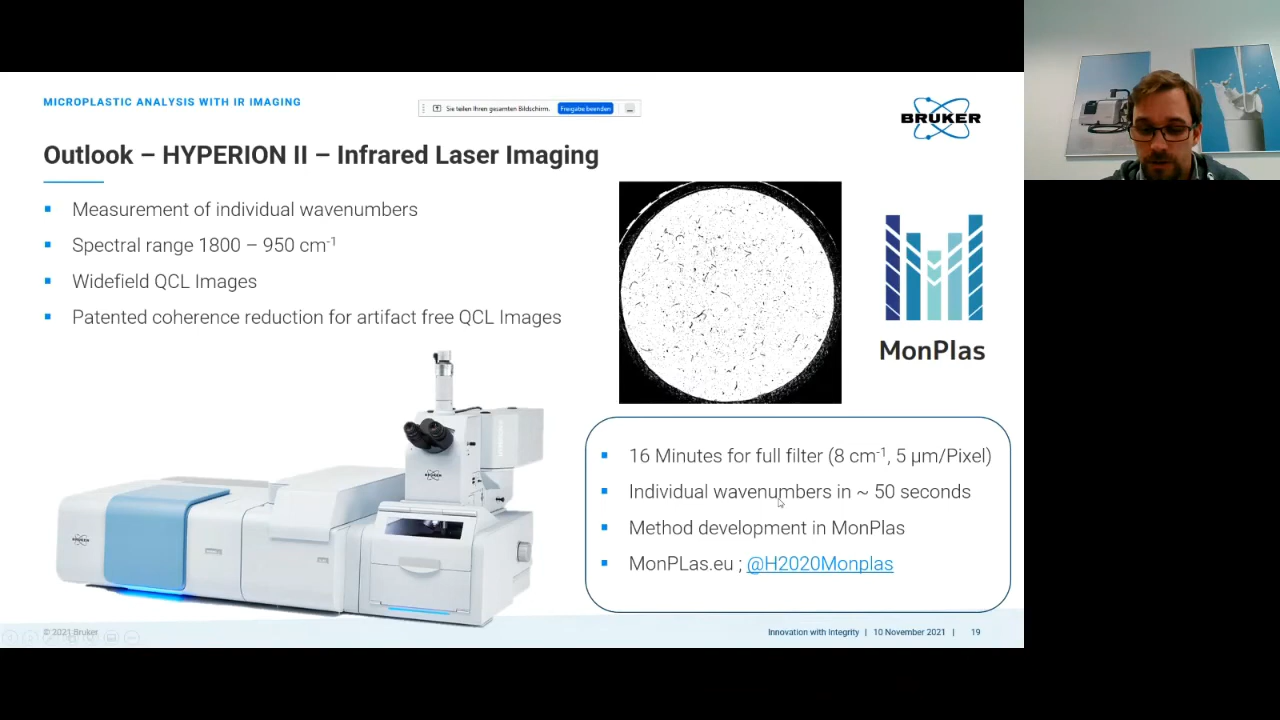 MICROPLASTIC ANALYSIS WITH IR IMAGING
Sie teilen Ihren gesamten Bildschirm.
Freigabe beenden
BRUKER
Outlook – HYPERION II – Infrared Laser Imaging
Measurement of individual wavenumbers
Spectral range 1800 – 950 cm-1
Widefield QCL Images
Patented coherence reduction for artifact free QCL Images
MonPlas
BRUKER
16 Minutes for full filter (8 cm-1, 5 µm/Pixel)
Individual wavenumbers in ~ 50 seconds
Method development in MonPlas
MonPLas.eu ; @H2020Monplas
© 2021 Bruker
Innovation with Integrity | 10 November 2021 | 19